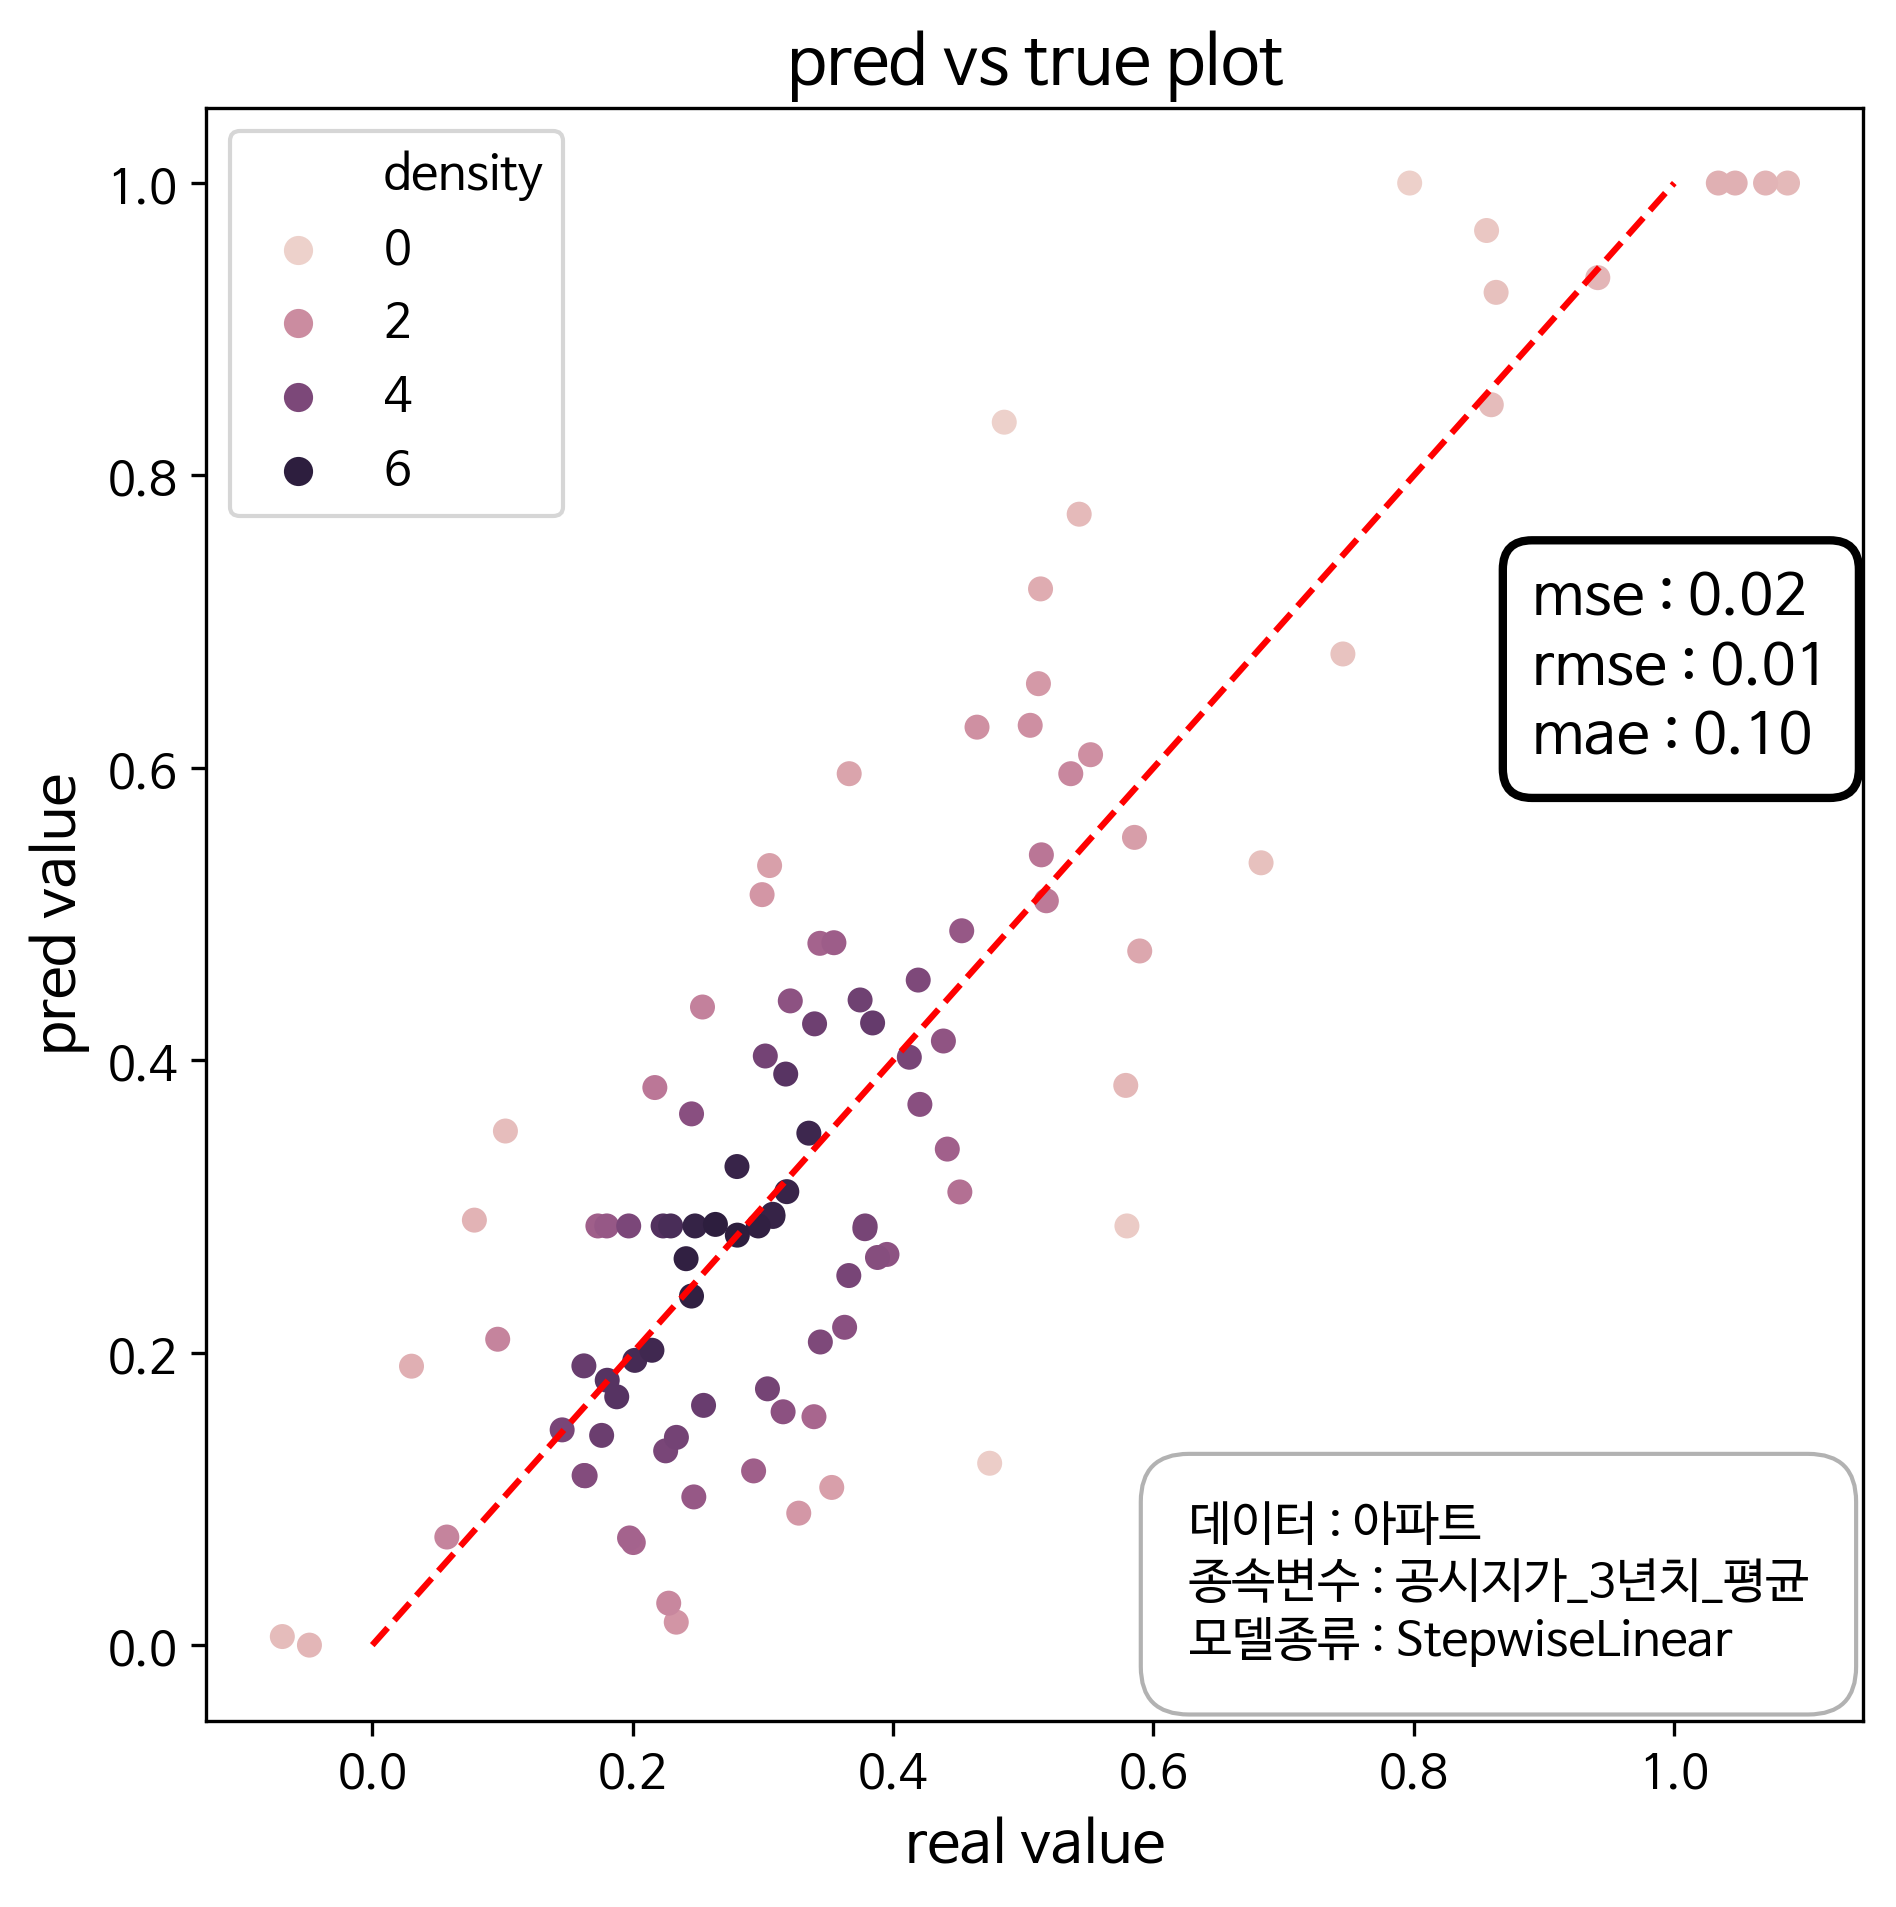 pred vs true plot
density
0
2
4
6
1.0
0.8
0.6
0.4
0.2
0.0
pred value
mse : 0.02
rmse : 0.01
mae : 0.10
데이터 : 아파트
종속변수 : 공시지가_3년치_평균
모델종류 : StepwiseLinear
0.0 0.2 0.4 0.6 0.8 1.0
real value